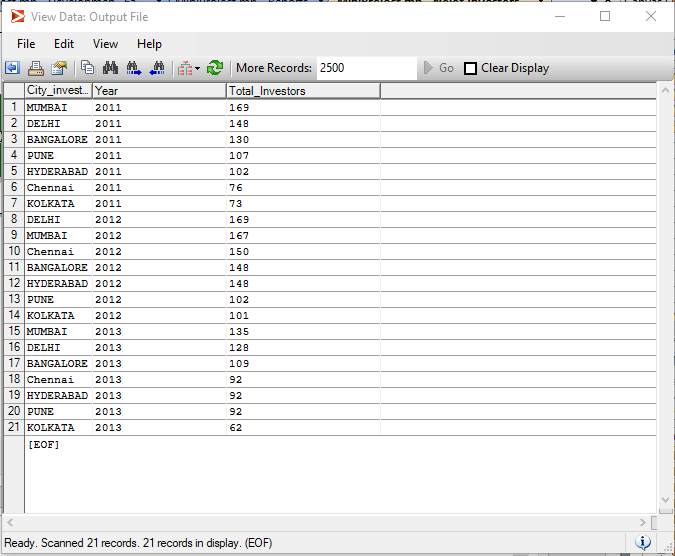 View Data: Output File
File Edit View Help
More Records: 2500 Go Clear Display
City_invest... Year Total_Investors
1 MUMBAI 2011 169
2 DELHI 2011 148
3 BANGALORE 2011 130
4 PUNE 2011 107
5 HYDERABAD 2011 102
6 Chennai 2011 76
7 KOLKATA 2011 73
8 DELHI 2012 169
9 MUMBAI 2012 167
10 Chennai 2012 150
11 BANGALORE 2012 148
12 HYDERABAD 2012 148
13 PUNE 2012 102
14 KOLKATA 2012 101
15 MUMBAI 2013 135
16 DELHI 2013 128
17 BANGALORE 2013 109
18 Chennai 2013 92
19 HYDERABAD 2013 92
20 PUNE 2013 92
21 KOLKATA 2013 62
[EOF]
Ready. Scanned 21 records. 21 records in display. (EOF)